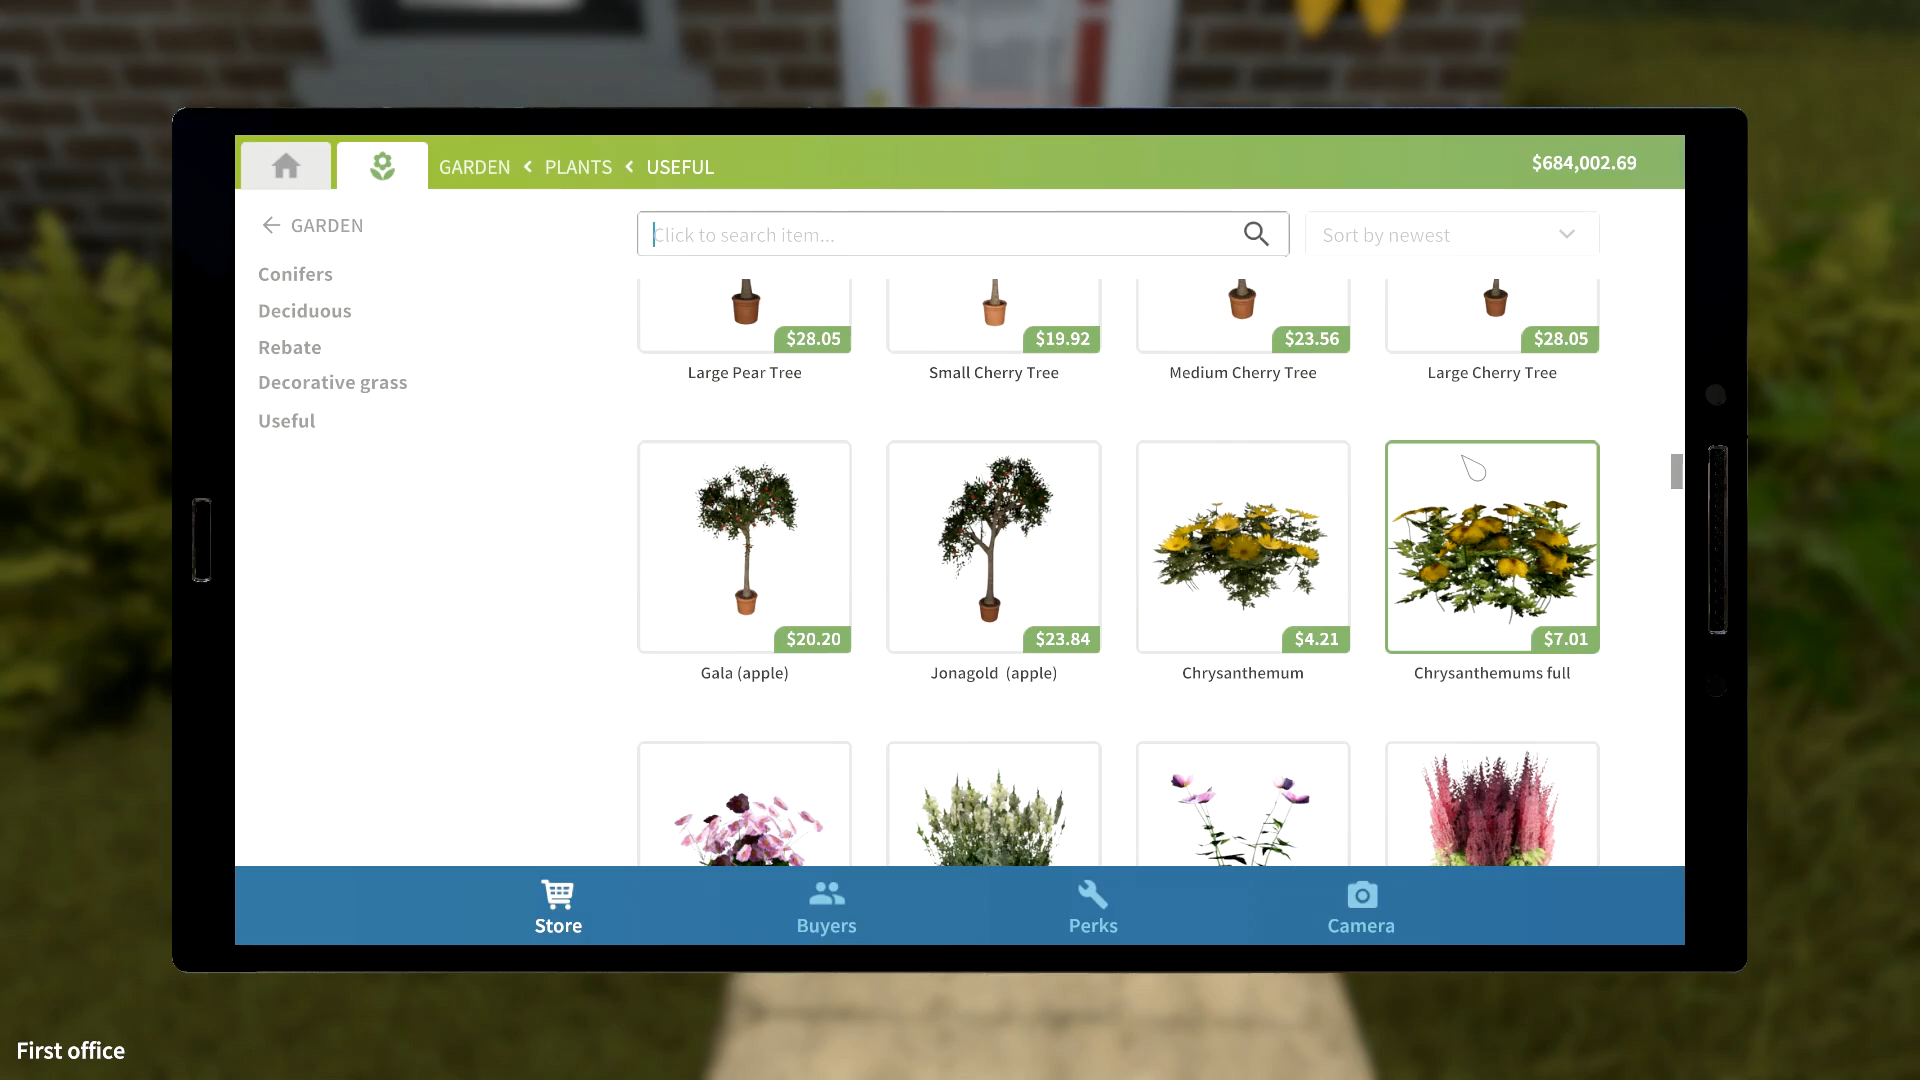 GARDEN < PLANTS < USEFUL
$684,002.69
GARDEN
Click to search item...
Sort by newest
Conifers
Deciduous
Rebate
Decorative grass
Useful
$28.05
$19.92
$23.56
$28.05
Large Pear Tree
Small Cherry Tree
Medium Cherry Tree
Large Cherry Tree
$20.20
$23.84
$4.21
$7.01
Gala (apple)
Jonagold (apple)
Chrysanthemum
Chrysanthemums full
Store
Buyers
Perks
Camera
First office